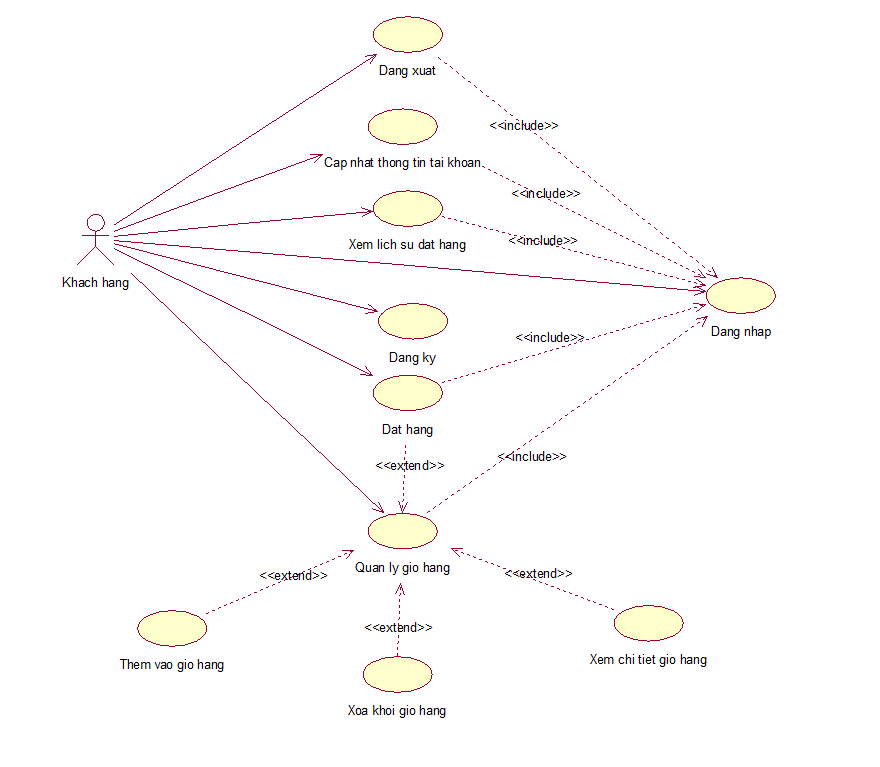 Dang xuat
<<include>>
Cap nhat thong tin tai khoan
<<include>>
Xem lich su dat hang
<<include>>
Khach hang
Dang nhap
<<include>>
Dang ky
Dat hang
<<include>>
<<extend>>
Quan ly gio hang
<<extend>>
<<extend>>
<<extend>>
Them vao gio hang
Xem chi tiet gio hang
Xoa khoi gio hang